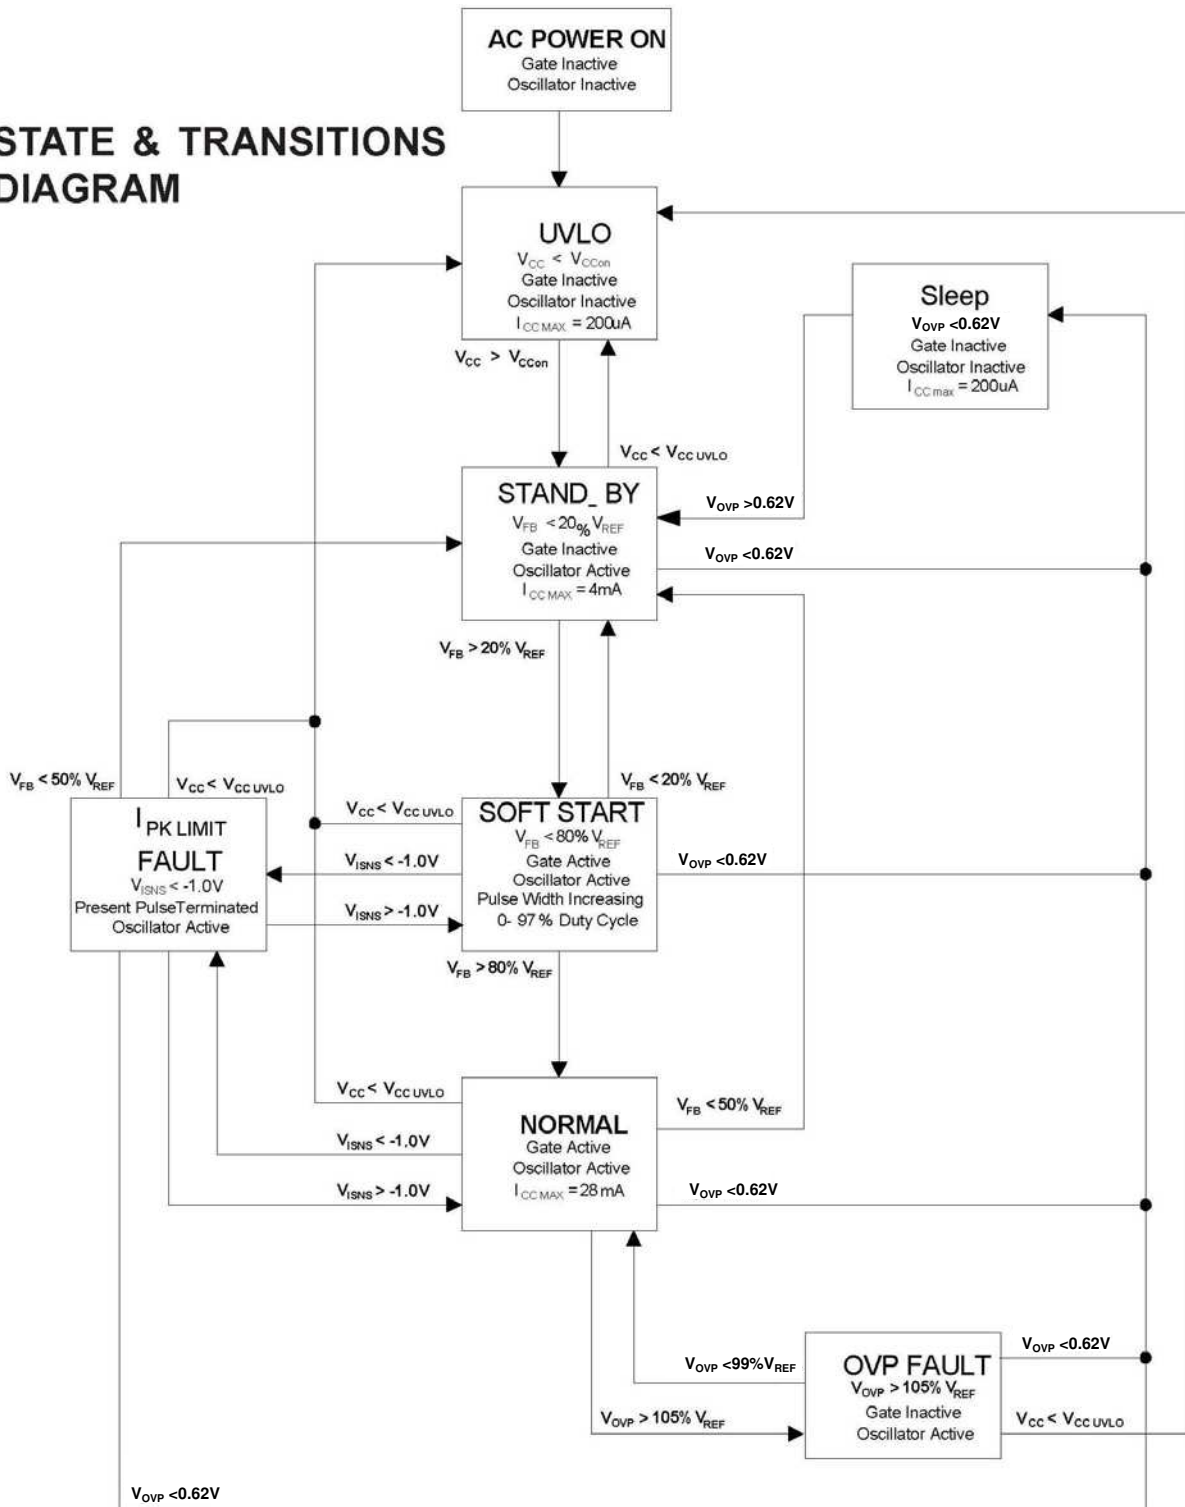 AC POWER ON
Gate Inactive
Oscillator Inactive
STATE & TRANSITIONS
DIAGRAM
UVLO
VCC < VCCon
Gate Inactive
Oscillator Inactive
ICC MAX = 200uA
Sleep
VOVP <0.62V
Gate Inactive
Oscillator Inactive
ICC max = 200uA
VCC > VCCon
VCC < VCC UVLO
STAND_ BY
VFB < 20% VREF
Gate Inactive
Oscillator Active
ICC MAX = 4mA
VOVP >0.62V
VOVP <0.62V
VFB > 20% VREF
VFB < 50% VREF
VCC < VCC UVLO
VFB < 20% VREF
IPK LIMIT
FAULT
VISNS < -1.0V
Present PulseTerminated
Oscillator Active
VCC < VCC UVLO
VISNS < -1.0V
VISNS > -1.0V
SOFT START
VFB < 80% VREF
Gate Active
Oscillator Active
Pulse Width Increasing
0- 97 % Duty Cycle
VOVP <0.62V
VFB > 80% VREF
VCC < VCC UVLO
VISNS < -1.0V
VISNS > -1.0V
NORMAL
Gate Active
Oscillator Active
ICC MAX = 28 mA
VFB < 50% VREF
VOVP <0.62V
VOVP <99%VREF
VOVP > 105% VREF
OVP FAULT
VOVP > 105% VREF
Gate Inactive
Oscillator Active
VOVP <0.62V
VCC < VCC UVLO
VOVP <0.62V